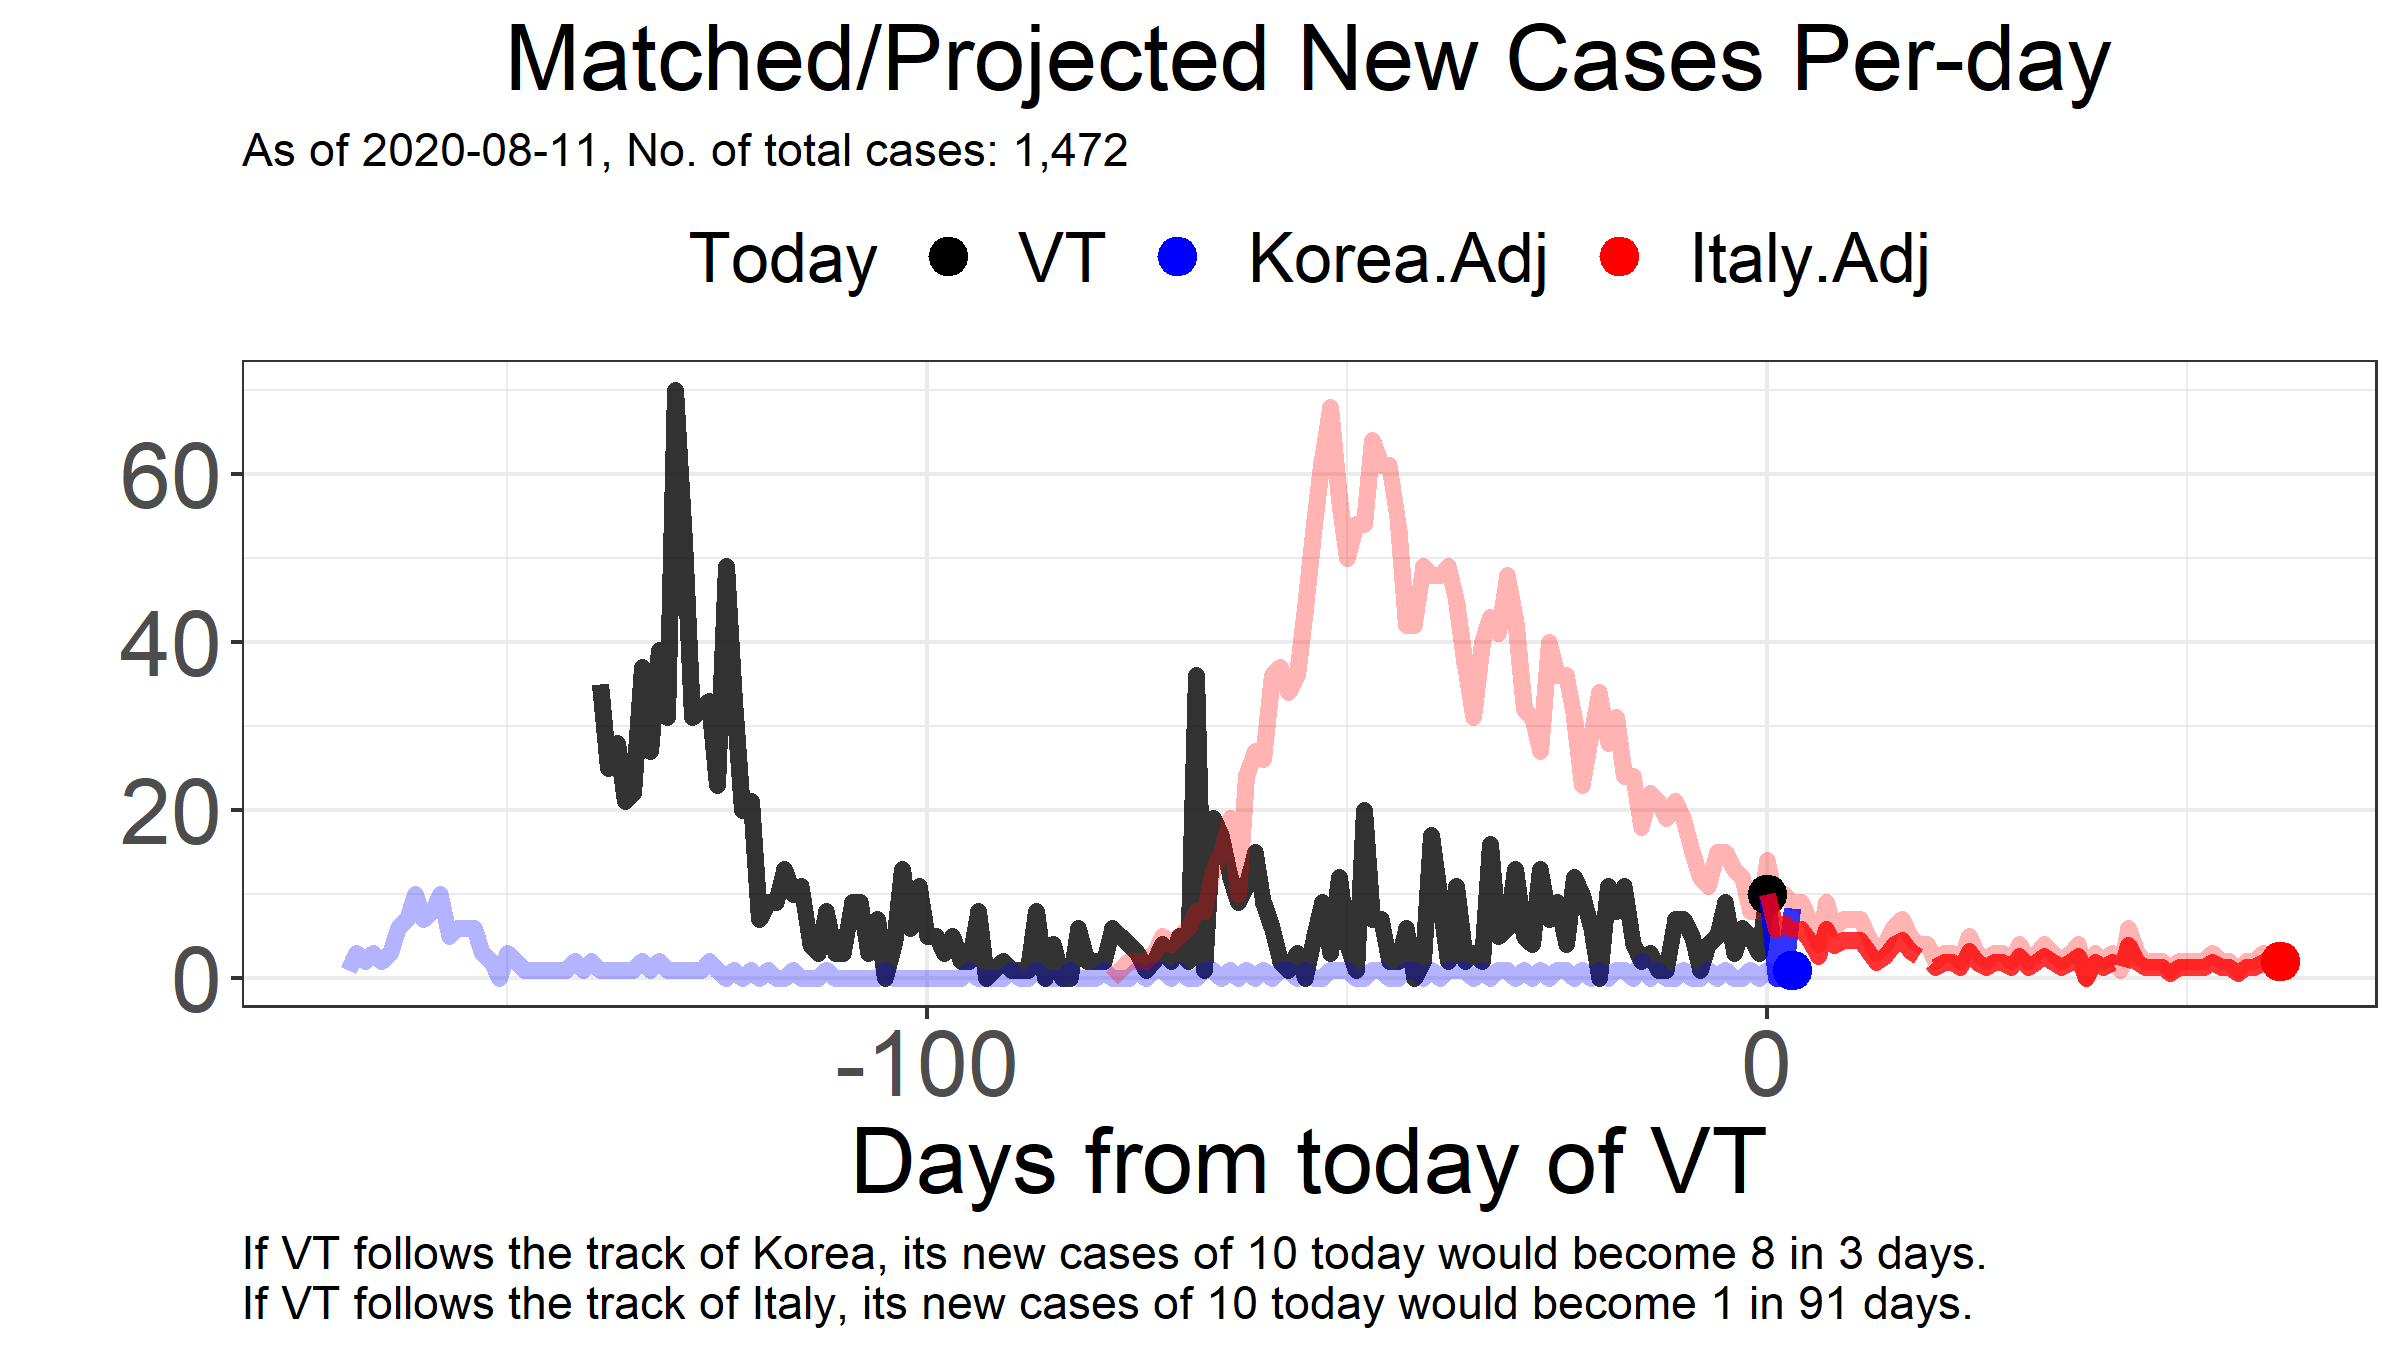 Matched/Projected New Cases Per-day
As of 2020-08-11, No. of total cases: 1,472
Today VT Korea.Adj Italy.Adj
60
40
20
0
-100 0
Days from today of VT
If VT follows the track of Korea, its new cases of 10 today would become 8 in 3 days.
If VT follows the track of Italy, its new cases of 10 today would become 1 in 91 days.